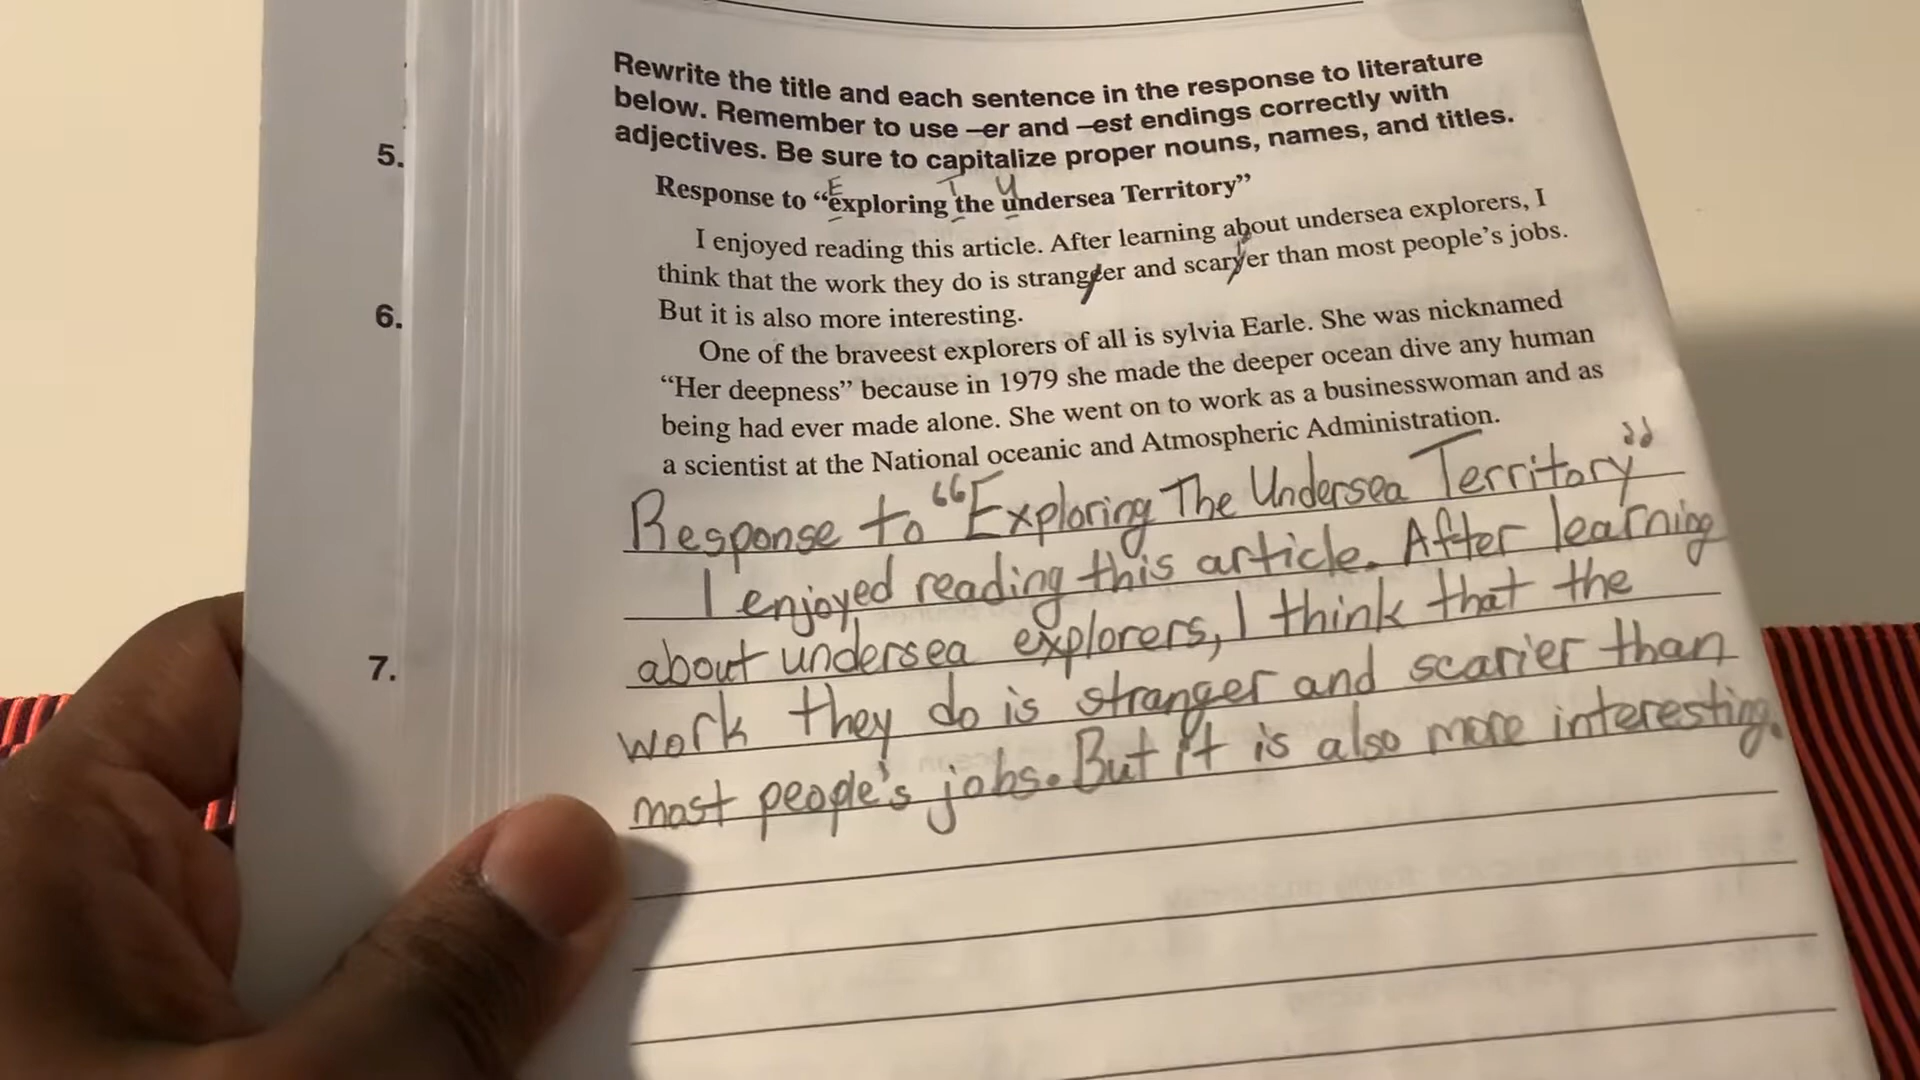 Rewrite the title and each sentence in the response to literature
below. Remember to use –er and –est endings correctly with
adjectives. Be sure to capitalize proper nouns, names, and titles.
5.
E T U
Response to “exploring the undersea Territory”
I enjoyed reading this article. After learning about undersea explorers, I
i
think that the work they do is strangeer and scaryer than most people’s jobs.
6.
But it is also more interesting.
One of the braveest explorers of all is sylvia Earle. She was nicknamed
“Her deepness” because in 1979 she made the deeper ocean dive any human
being had ever made alone. She went on to work as a businesswoman and as
a scientist at the National oceanic and Atmospheric Administration.
Response to “Exploring The Undersea Territory”
I enjoyed reading this article. After learning
about undersea explorers, I think that the
7.
work they do is stranger and scarier than
most people's jobs. But it is also more interesting.